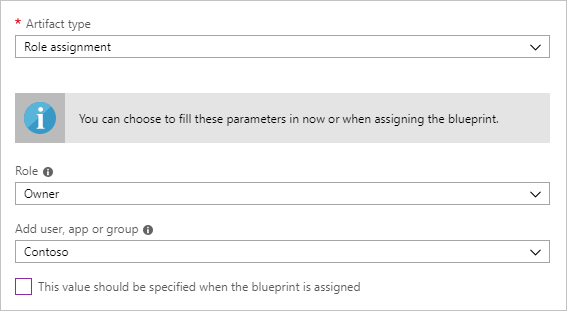 * Artifact type
Role assignment
You can choose to fill these parameters in now or when assigning the blueprint.
Role
Owner
Add user, app or group
Contoso
This value should be specified when the blueprint is assigned